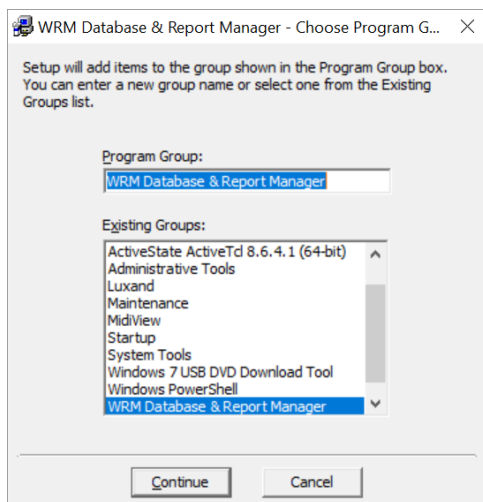 WRM Database & Report Manager - Choose Program G...
Setup will add items to the group shown in the Program Group box.
You can enter a new group name or select one from the Existing
Groups list.
Program Group:
WRM Database & Report Manager
Existing Groups:
ActiveState ActiveTcl 8.6.4.1 (64-bit)
Administrative Tools
Luxand
Maintenance
MidiView
Startup
System Tools
Windows 7 USB DVD Download Tool
Windows PowerShell
WRM Database & Report Manager
Continue
Cancel